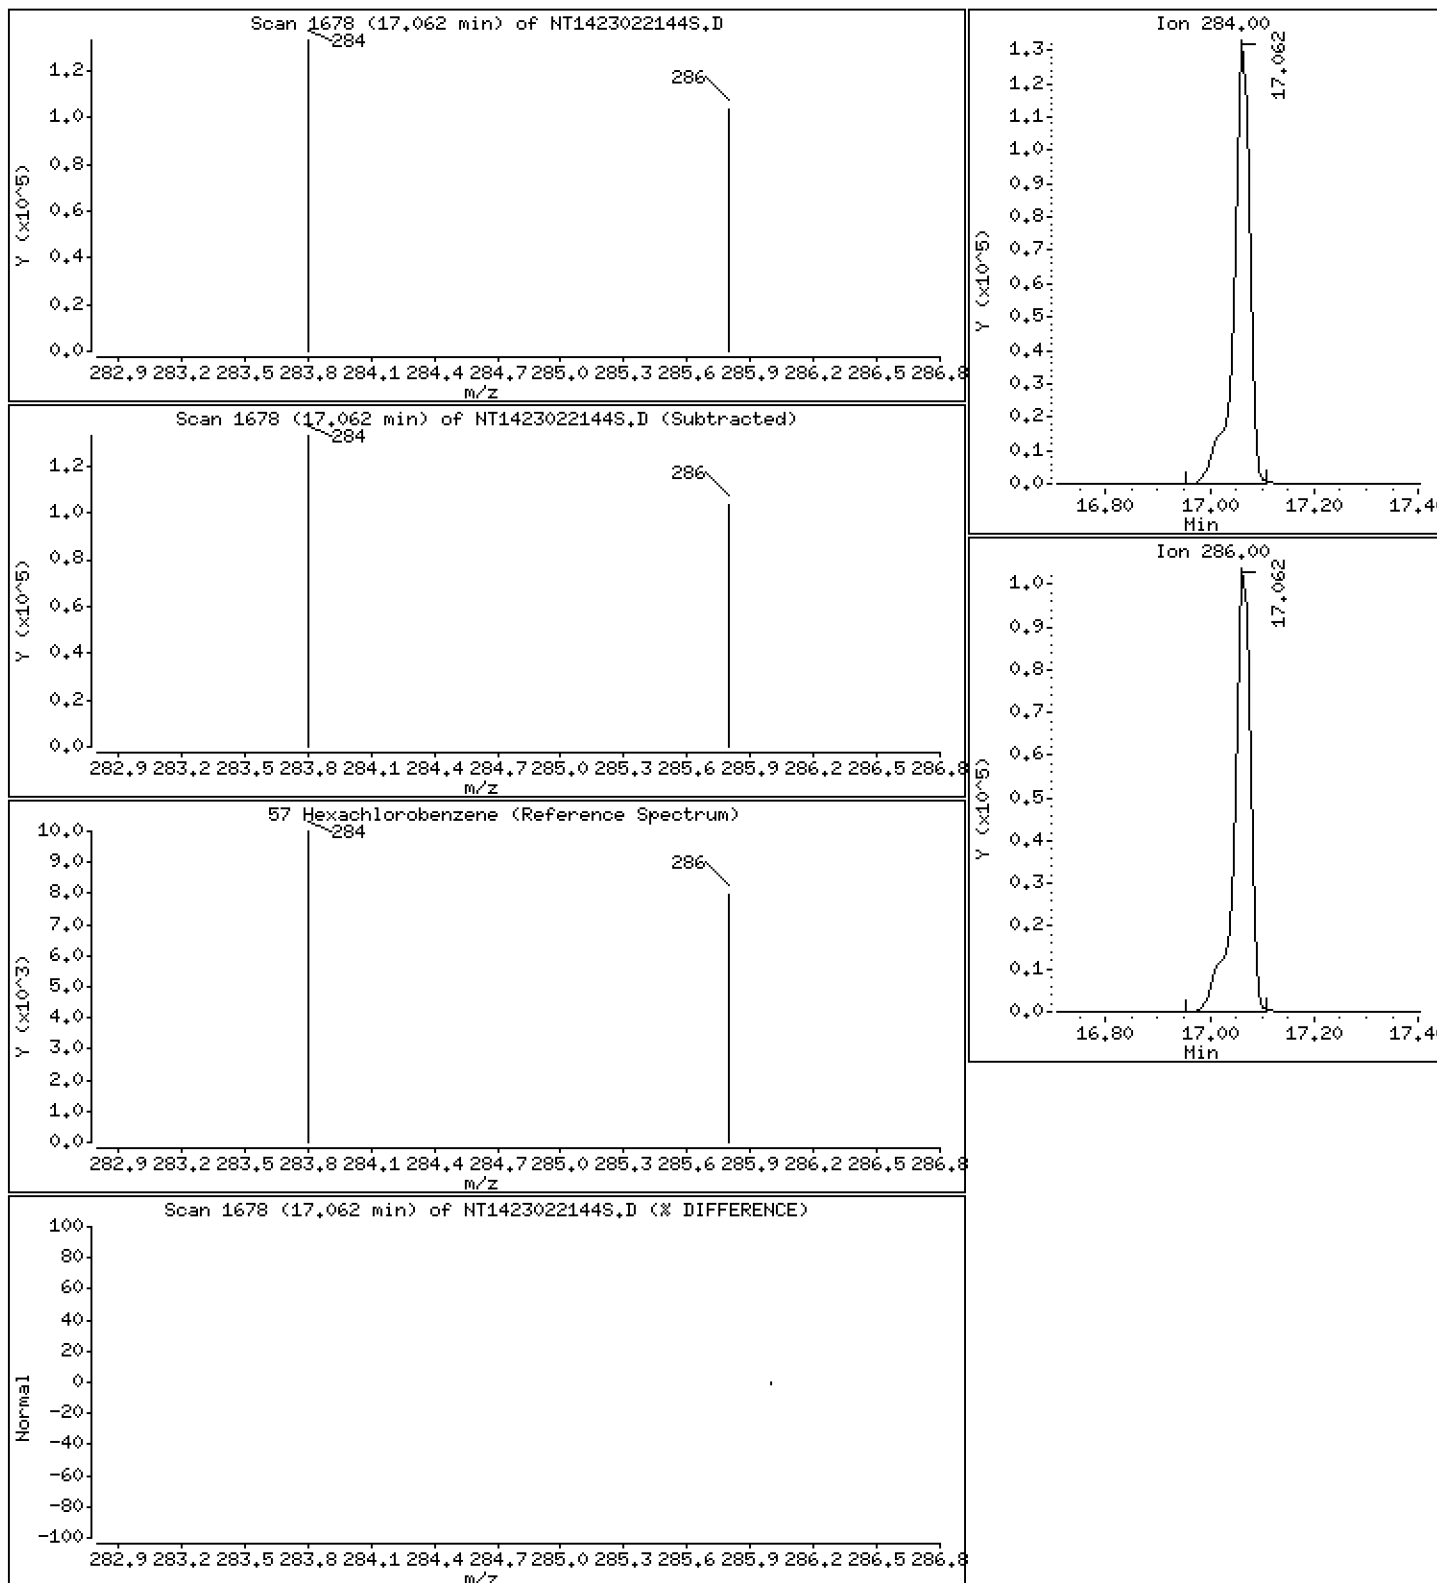 Scan 1678 (17.062 min) of NT1423022144S.D
284
286
1.2
1.0
0.8
0.6
0.4
0.2
0.0
Y (x10^5)
282.9 283.2 283.5 283.8 284.1 284.4 284.7 285.0 285.3 285.6 285.9 286.2 286.5 286.8
m/z
Scan 1678 (17.062 min) of NT1423022144S.D (Subtracted)
284
286
1.2
1.0
0.8
0.6
0.4
0.2
0.0
Y (x10^5)
282.9 283.2 283.5 283.8 284.1 284.4 284.7 285.0 285.3 285.6 285.9 286.2 286.5 286.8
m/z
57 Hexachlorobenzene (Reference Spectrum)
284
286
10.0
9.0
8.0
7.0
6.0
5.0
4.0
3.0
2.0
1.0
0.0
Y (x10^3)
282.9 283.2 283.5 283.8 284.1 284.4 284.7 285.0 285.3 285.6 285.9 286.2 286.5 286.8
m/z
Scan 1678 (17.062 min) of NT1423022144S.D (% DIFFERENCE)
100
80
60
40
20
0
-20
-40
-60
-80
-100
Normal
282.9 283.2 283.5 283.8 284.1 284.4 284.7 285.0 285.3 285.6 285.9 286.2 286.5 286.8
m/z
Ion 284.00
17.062
1.3
1.2
1.1
1.0
0.9
0.8
0.7
0.6
0.5
0.4
0.3
0.2
0.1
0.0
Y (x10^5)
16.80 17.00 17.20 17.4
Min
Ion 286.00
17.062
1.0
0.9
0.8
0.7
0.6
0.5
0.4
0.3
0.2
0.1
0.0
Y (x10^5)
16.80 17.00 17.20 17.4
Min